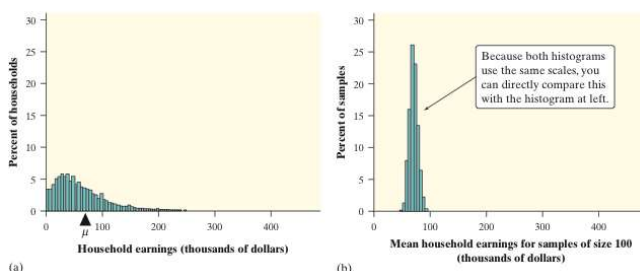 30
25
20
15
10
5
0
Percent of households
0
100
200
300
400
μ
Household earnings (thousands of dollars)
(a)
30
25
20
15
10
5
0
Percent of samples
Because both histograms
use the same scales, you
can directly compare this
with the histogram at left.
0
100
200
300
400
Mean household earnings for samples of size 100
(thousands of dollars)
(b)